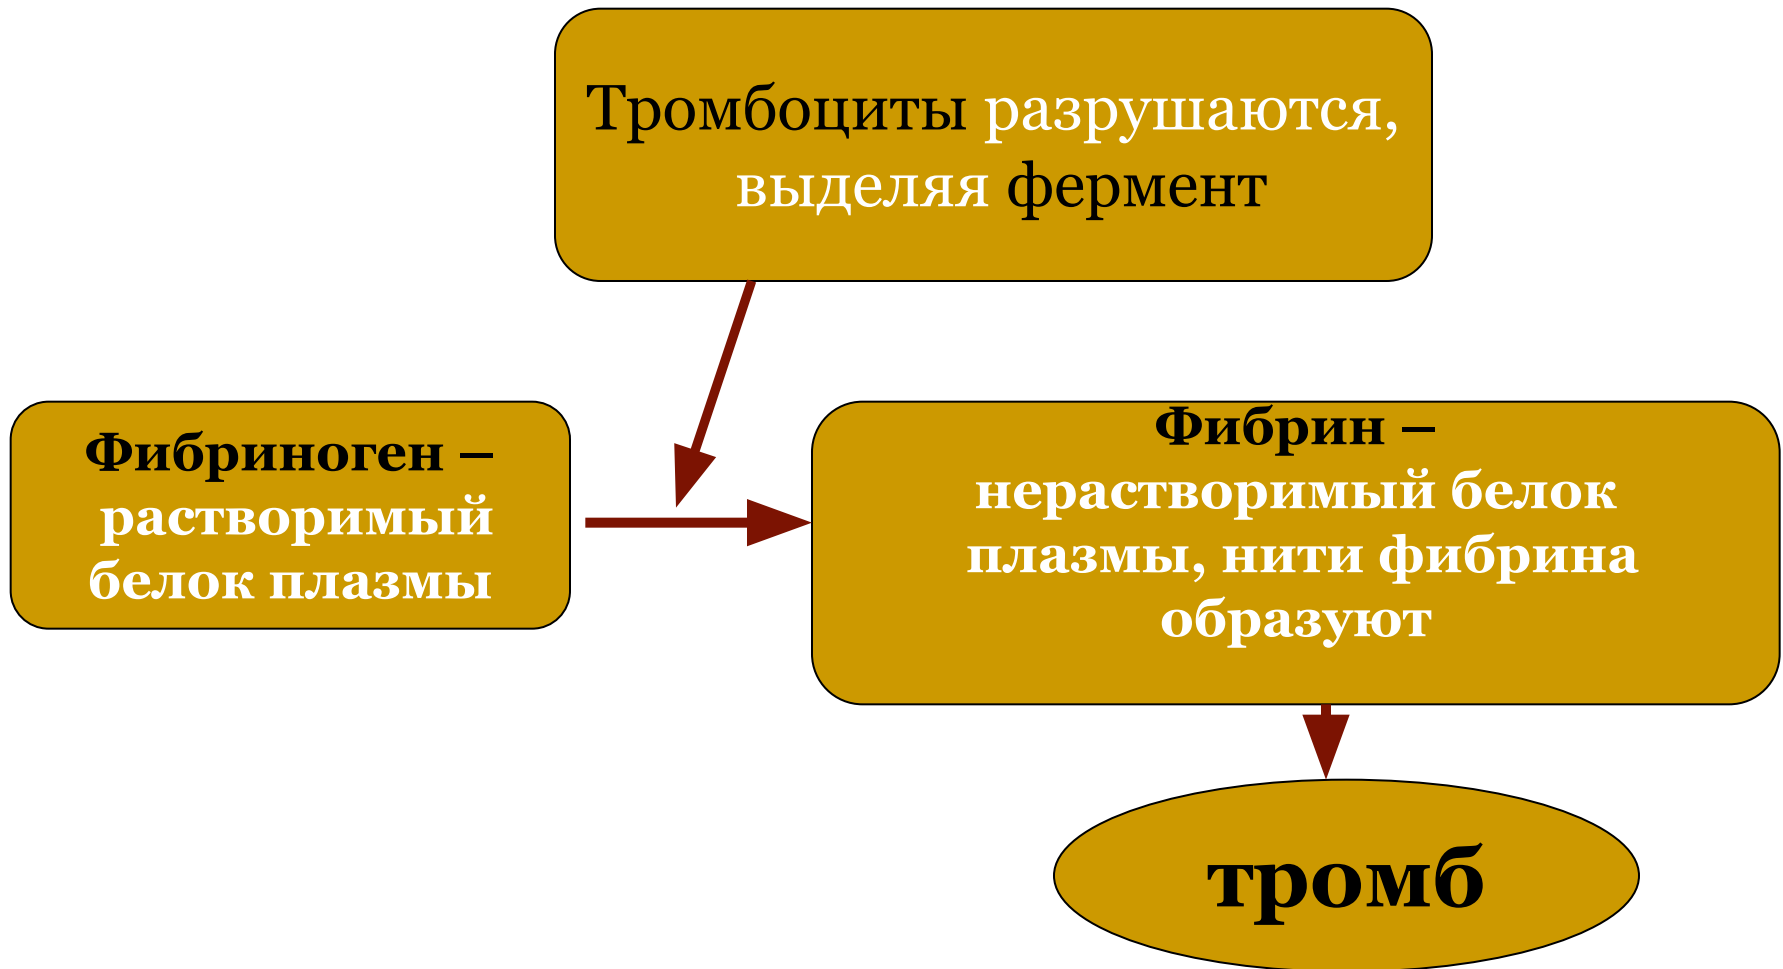 Тромбоциты разрушаются,
выделяя фермент
Фибриноген –
растворимый
белок плазмы
Фибрин –
нерастворимый белок
плазмы, нити фибрина
образуют
тромб